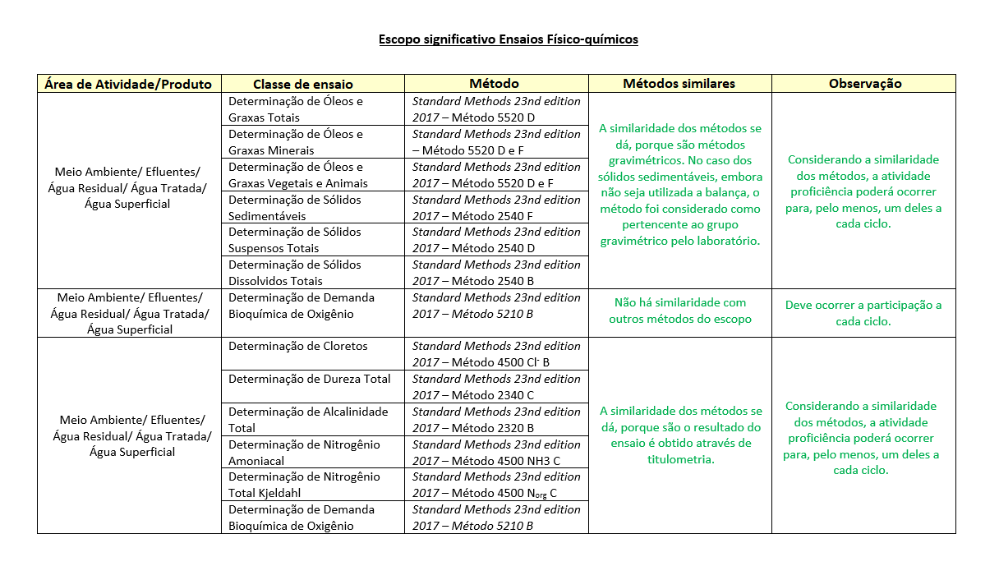 Escopo significativo Ensaios Físico-químicos
Área de Atividade/Produto
Classe de ensaio
Método
Métodos similares
Observação
Meio Ambiente/ Efluentes/
Água Residual/ Água Tratada/
Água Superficial
Determinação de Óleos e
Graxas Totais
Standard Methods 23nd edition
2017 – Método 5520 D
Determinação de Óleos e
Graxas Minerais
Standard Methods 23nd edition
– Método 5520 D e F
Determinação de Óleos e
Graxas Vegetais e Animais
Standard Methods 23nd edition
2017 – Método 5520 D e F
Determinação de Sólidos
Sedimentáveis
Standard Methods 23nd edition
2017 – Método 2540 F
Determinação de Sólidos
Suspensos Totais
Standard Methods 23nd edition
2017 – Método 2540 D
Determinação de Sólidos
Dissolvidos Totais
Standard Methods 23nd edition
2017 – Método 2540 B
A similaridade dos métodos se
dá, porque são métodos
gravimétricos. No caso dos
sólidos sedimentáveis, embora
não seja utilizada a balança, o
método foi considerado como
pertencente ao grupo
gravimétrico pelo laboratório.
Considerando a similaridade
dos métodos, a atividade
proficiência poderá ocorrer
para, pelo menos, um deles a
cada ciclo.
Meio Ambiente/ Efluentes/
Água Residual/ Água Tratada/
Água Superficial
Determinação de Demanda
Bioquímica de Oxigênio
Standard Methods 23nd edition
2017 – Método 5210 B
Não há similaridade com
outros métodos do escopo
Deve ocorrer a participação a
cada ciclo.
Meio Ambiente/ Efluentes/
Água Residual/ Água Tratada/
Água Superficial
Determinação de Cloretos
Standard Methods 23nd edition
2017 – Método 4500 Cl- B
Determinação de Dureza Total
Standard Methods 23nd edition
2017 – Método 2340 C
Determinação de Alcalinidade
Total
Standard Methods 23nd edition
2017 – Método 2320 B
Determinação de Nitrogênio
Amoniacal
Standard Methods 23nd edition
2017 – Método 4500 NH3 C
Determinação de Nitrogênio
Total Kjeldahl
Standard Methods 23nd edition
2017 – Método 4500 Norg C
Determinação de Demanda
Bioquímica de Oxigênio
Standard Methods 23nd edition
2017 – Método 5210 B
A similaridade dos métodos se
dá, porque são o resultado do
ensaio é obtido através de
titulometria.
Considerando a similaridade
dos métodos, a atividade
proficiência poderá ocorrer
para, pelo menos, um deles a
cada ciclo.